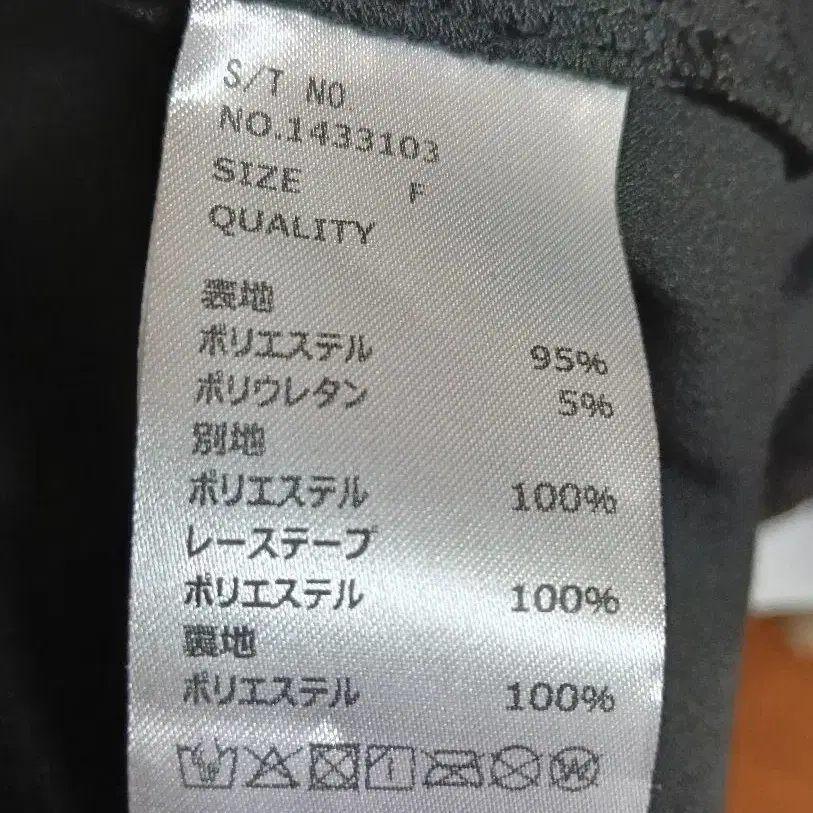 S/T NO.
NO.1433103
SIZE F
QUALITY
表地
ポリエステル 95%
ポリウレタン 5%
別地
ポリエステル 100%
レーステープ
ポリエステル 100%
裏地
ポリエステル 100%
W